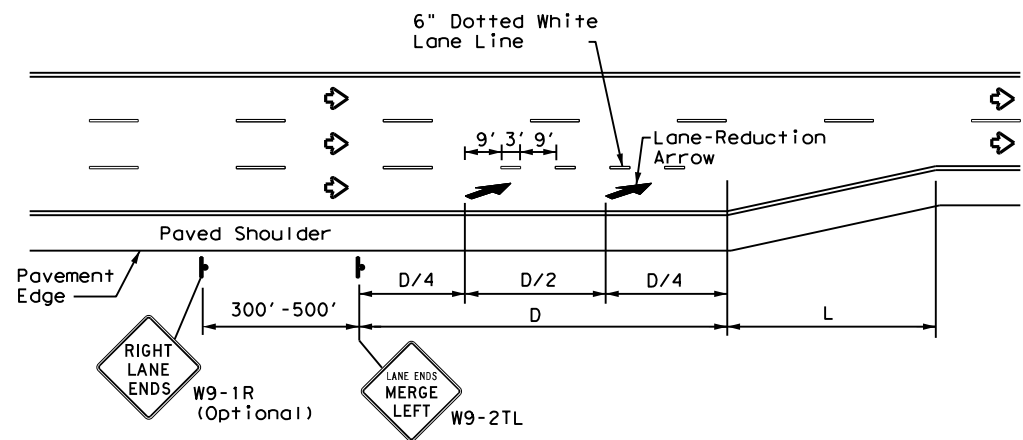 6" Dotted White
Lane Line
9' 3' 9'
Lane-Reduction
Arrow
Paved Shoulder
Pavement
Edge
D/4 D/2 D/4
300'-500' D L
RIGHT
LANE
ENDS
W9-1R
(Optional)
LANE ENDS
MERGE
LEFT
W9-2TL